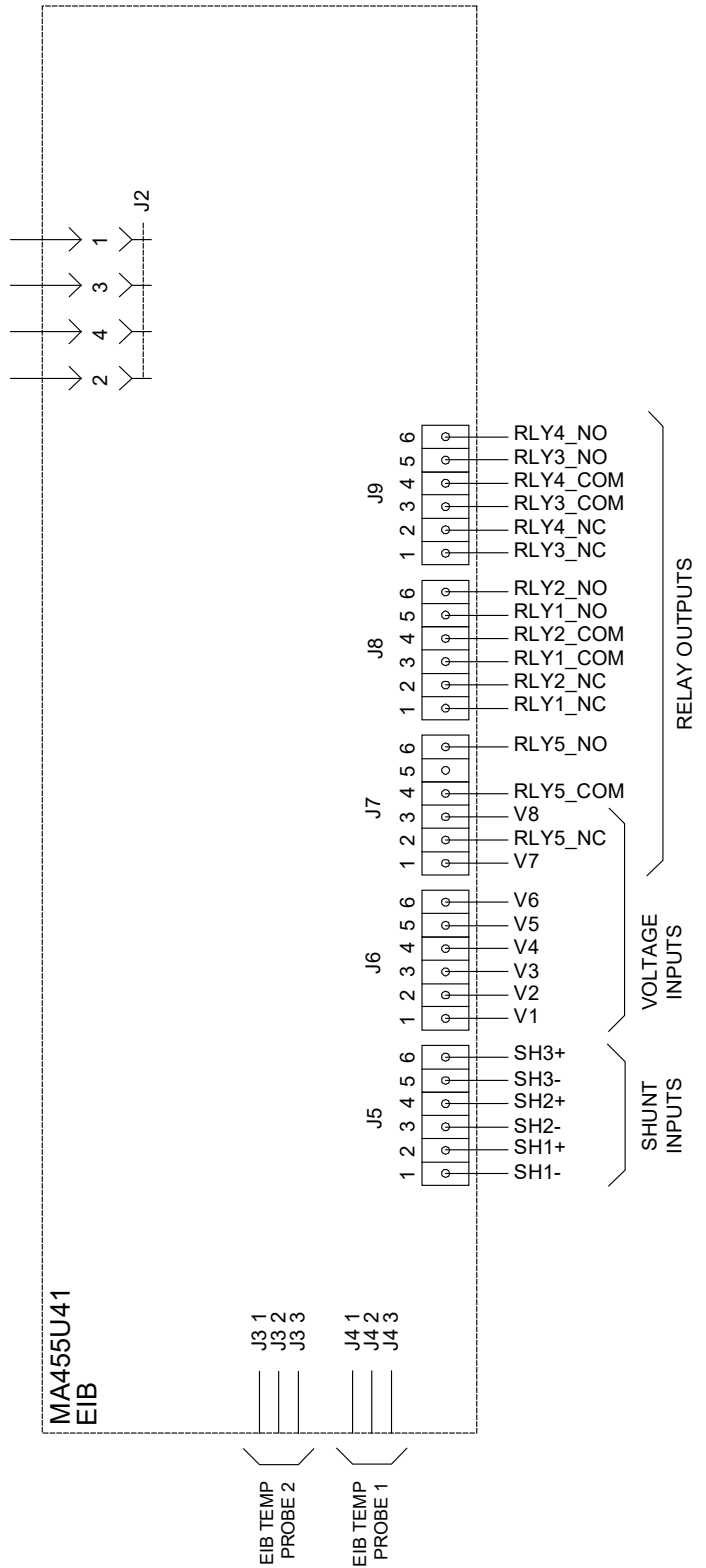 MA455U41
EIB
J2
1
3
4
2
J9
6 RLY4_NO
5 RLY3_NO
4 RLY4_COM
3 RLY3_COM
2 RLY4_NC
1 RLY3_NC
J8
6 RLY2_NO
5 RLY1_NO
4 RLY2_COM
3 RLY1_COM
2 RLY2_NC
1 RLY1_NC
J7
6 RLY5_NO
5
4 RLY5_COM
3 V8
2 RLY5_NC
1 V7
RELAY OUTPUTS
J6
6 V6
5 V5
4 V4
3 V3
2 V2
1 V1
VOLTAGE
INPUTS
J5
6 SH3+
5 SH3-
4 SH2+
3 SH2-
2 SH1+
1 SH1-
SHUNT
INPUTS
J3 1
J3 2
J3 3
EIB TEMP
PROBE 2
J4 1
J4 2
J4 3
EIB TEMP
PROBE 1